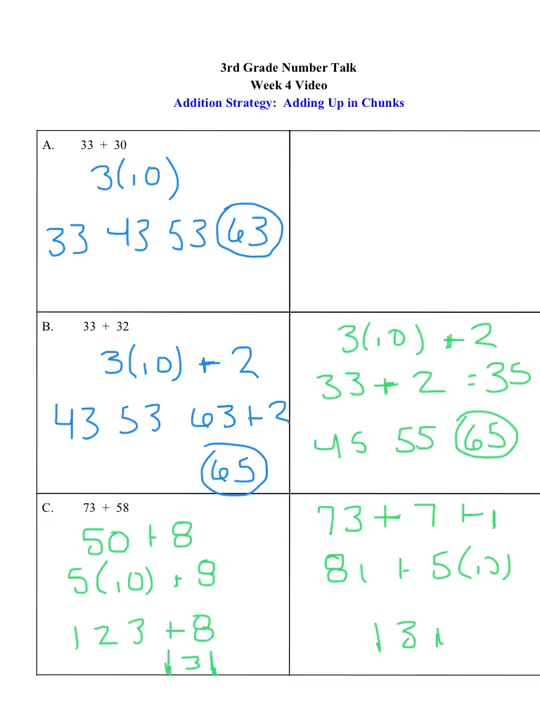 3rd Grade Number Talk
Week 4 Video
Addition Strategy: Adding Up in Chunks
A. 33 + 30
3(10)
33 43 53 63
B. 33 + 32
3(10) + 2
43 53 63+2
65
3(10) + 2
33 + 2 = 35
45 55 65
C. 73 + 58
50 + 8
5(10) + 8
123 + 8
131
73 + 7 + 1
81 + 5(10)
131